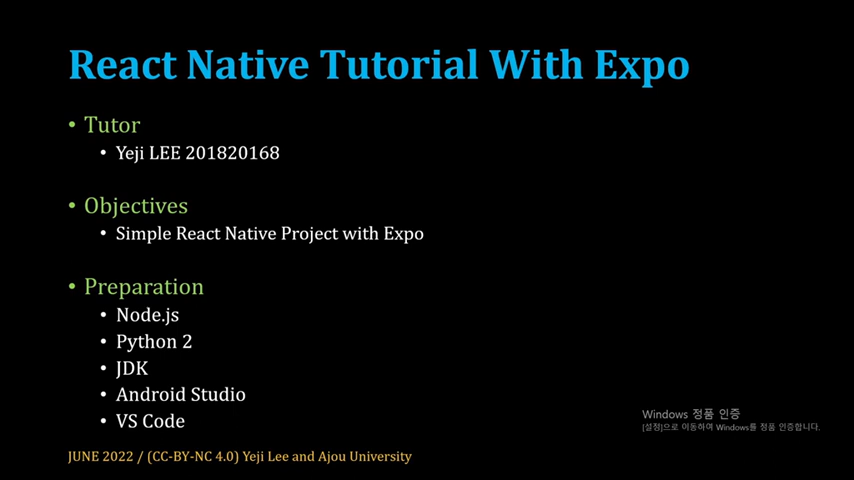 React Native Tutorial With Expo
• Tutor
• Yeji LEE 201820168
• Objectives
• Simple React Native Project with Expo
• Preparation
• Node.js
• Python 2
• JDK
• Android Studio
• VS Code
Windows 정품 인증
[설정]으로 이동하여 Windows를 정품 인증합니다.
JUNE 2022 / (CC-BY-NC 4.0) Yeji Lee and Ajou University